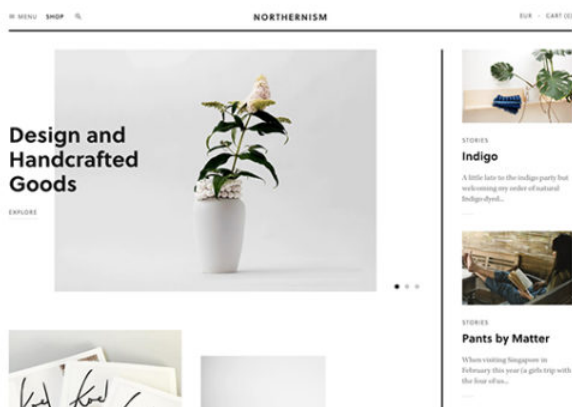 MENU SHOP
NORTHERNISM
EUR - CART (0)
Design and
Handcrafted
Goods
EXPLORE
STORIES
Indigo
A little late to the indigo party but
welcoming my order of natural
Indigo dyed...
STORIES
Pants by Matter
When visiting Singapore in
February this year (a girls trip with
the four of us...